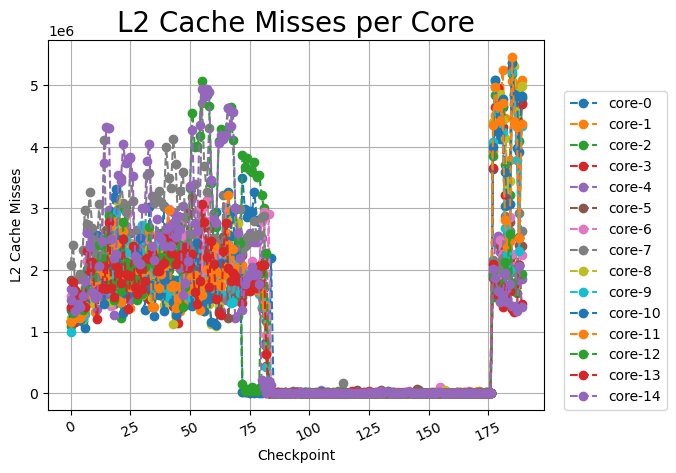 L2 Cache Misses per Core
1e6
5
4
3
2
1
0
L2 Cache Misses
0
25
50
75
100
125
150
175
Checkpoint
core-0
core-1
core-2
core-3
core-4
core-5
core-6
core-7
core-8
core-9
core-10
core-11
core-12
core-13
core-14